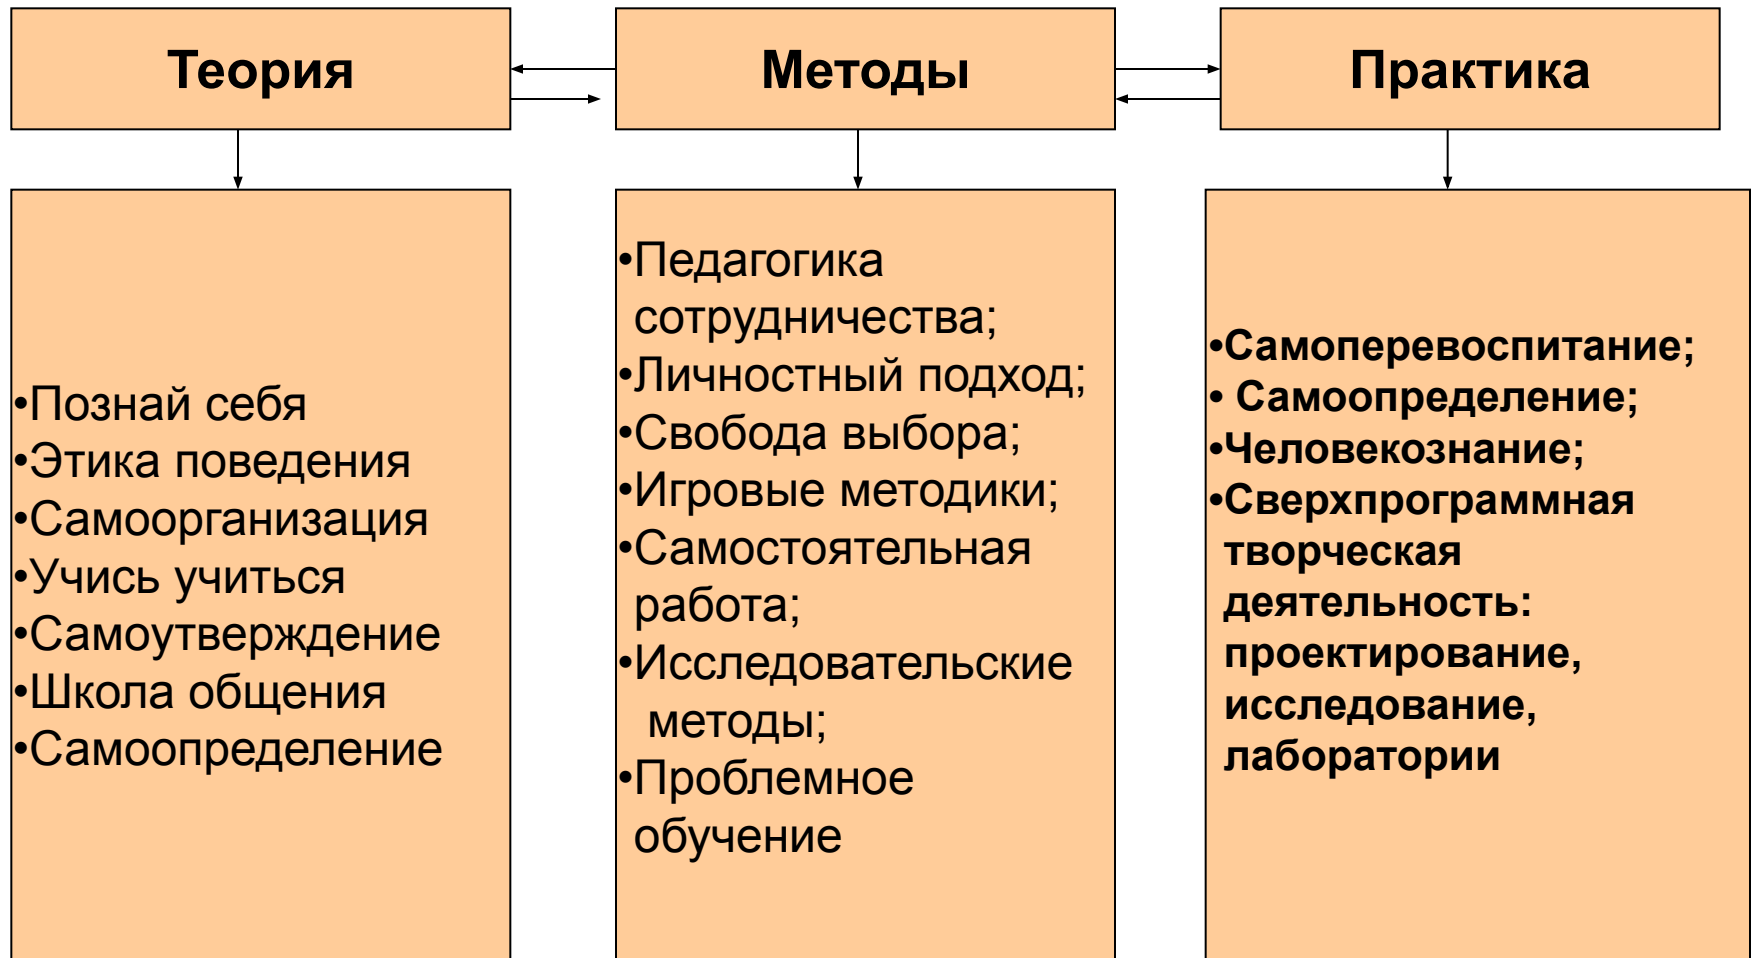 Теория
Методы
Практика
•Познай себя
•Этика поведения
•Самоорганизация
•Учись учиться
•Самоутверждение
•Школа общения
•Самоопределение
•Педагогика
сотрудничества;
•Личностный подход;
•Свобода выбора;
•Игровые методики;
•Самостоятельная
работа;
•Исследовательские
методы;
•Проблемное
обучение
•Самоперевоспитание;
• Самоопределение;
•Человекознание;
•Сверхпрограммная
творческая
деятельность:
проектирование,
исследование,
лаборатории